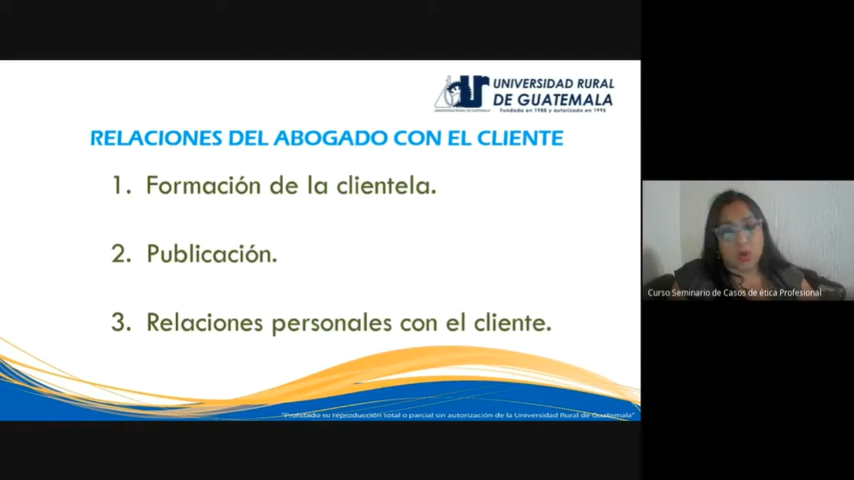 UNIVERSIDAD RURAL
DE GUATEMALA
Fundada en 1988 y autorizada en 1995
RELACIONES DEL ABOGADO CON EL CLIENTE
1. Formación de la clientela.
2. Publicación.
3. Relaciones personales con el cliente.
Curso Seminario de Casos de ética Profesional
"Prohibido su reproducción total o parcial sin autorización de la Universidad Rural de Guatemala"